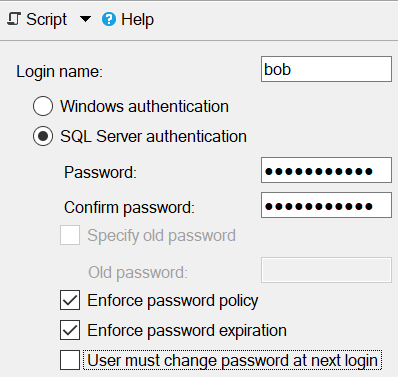 Script Help
Login name: bob
Windows authentication
SQL Server authentication
Password: ●●●●●●●●●●●
Confirm password: ●●●●●●●●●●●
Specify old password
Old password:
Enforce password policy
Enforce password expiration
User must change password at next login